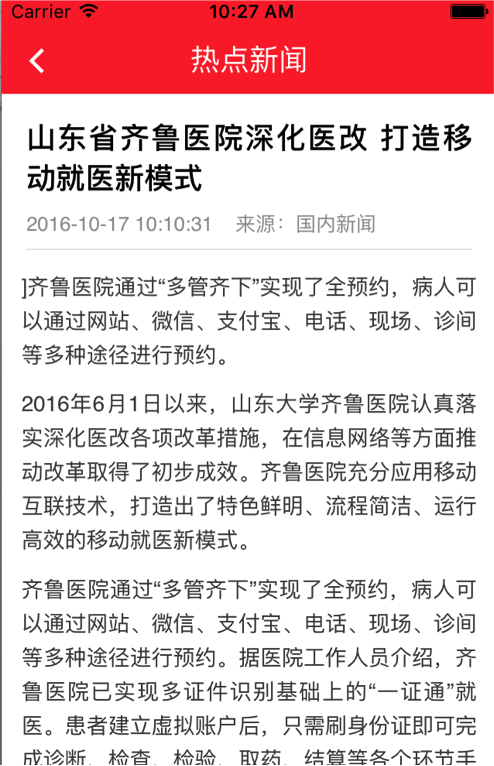 Carrier 10:27 AM
热点新闻
山东省齐鲁医院深化医改 打造移
动就医新模式
2016-10-17 10:10:31 来源：国内新闻
]齐鲁医院通过“多管齐下”实现了全预约，病人可
以通过网站、微信、支付宝、电话、现场、诊间
等多种途径进行预约。
2016年6月1日以来，山东大学齐鲁医院认真落
实深化医改各项改革措施，在信息网络等方面推
动改革取得了初步成效。齐鲁医院充分应用移动
互联技术，打造出了特色鲜明、流程简洁、运行
高效的移动就医新模式。
齐鲁医院通过“多管齐下”实现了全预约，病人可
以通过网站、微信、支付宝、电话、现场、诊间
等多种途径进行预约。据医院工作人员介绍，齐
鲁医院已实现多证件识别基础上的“一证通”就
医。患者建立虚拟账户后，只需刷身份证即可完
成诊断、检查、检验、取药、结算等各个环节手